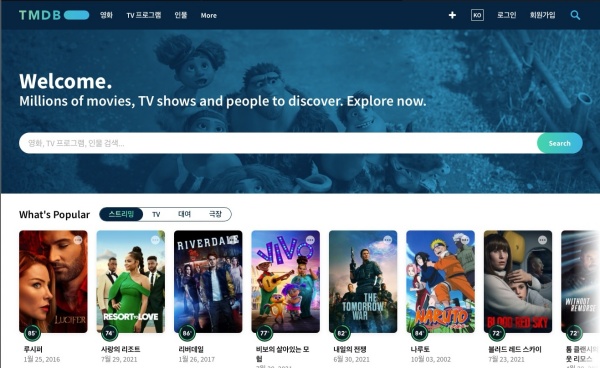 TMDB
영화 TV 프로그램 인물 More
+ KO 로그인 회원가입
Welcome.
Millions of movies, TV shows and people to discover. Explore now.
영화, TV 프로그램, 인물 검색...
Search
What's Popular
스트리밍 TV 대여 극장
LUCIFER
RESORT to LOVE
RIVERDALE
VIVO
THE TOMORROW WAR
NARUTO
BLOOD RED SKY
WITHOUT REMORSE
85% 74% 86% 77% 82% 84% 72% 72
루시퍼
1월 25, 2016
사랑의 리조트
7월 29, 2021
리버데일
1월 26, 2017
비보의 살아있는 모험
내일의 전쟁
6월 30, 2021
나루토
10월 03, 2002
블러드 레드 스카이
7월 23, 2021
톰 클랜시의